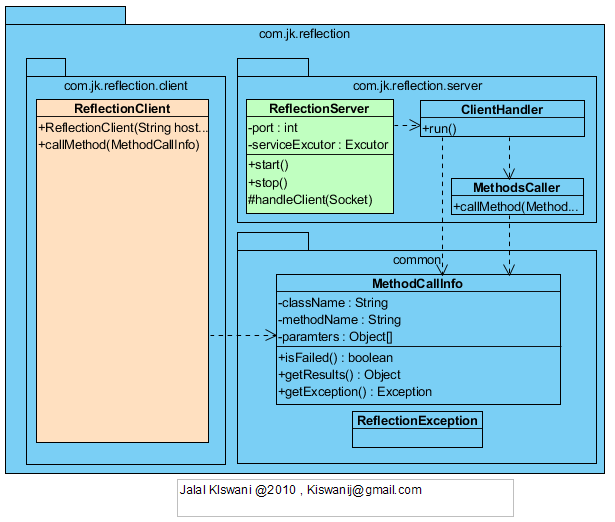 com.jk.reflection
com.jk.reflection.client
ReflectionClient
+ReflectionClient(String host...
+callMethod(MethodCallInfo)
com.jk.reflection.server
ReflectionServer
-port : int
-serviceExcutor : Excutor
+start()
+stop()
#handleClient(Socket)
ClientHandler
+run()
MethodsCaller
+callMethod(Method...
common
MethodCallInfo
-className : String
-methodName : String
-paramters : Object[]
+isFailed() : boolean
+getResults() : Object
+getException() : Exception
ReflectionException
Jalal KIswani @2010 , Kiswanij@gmail.com